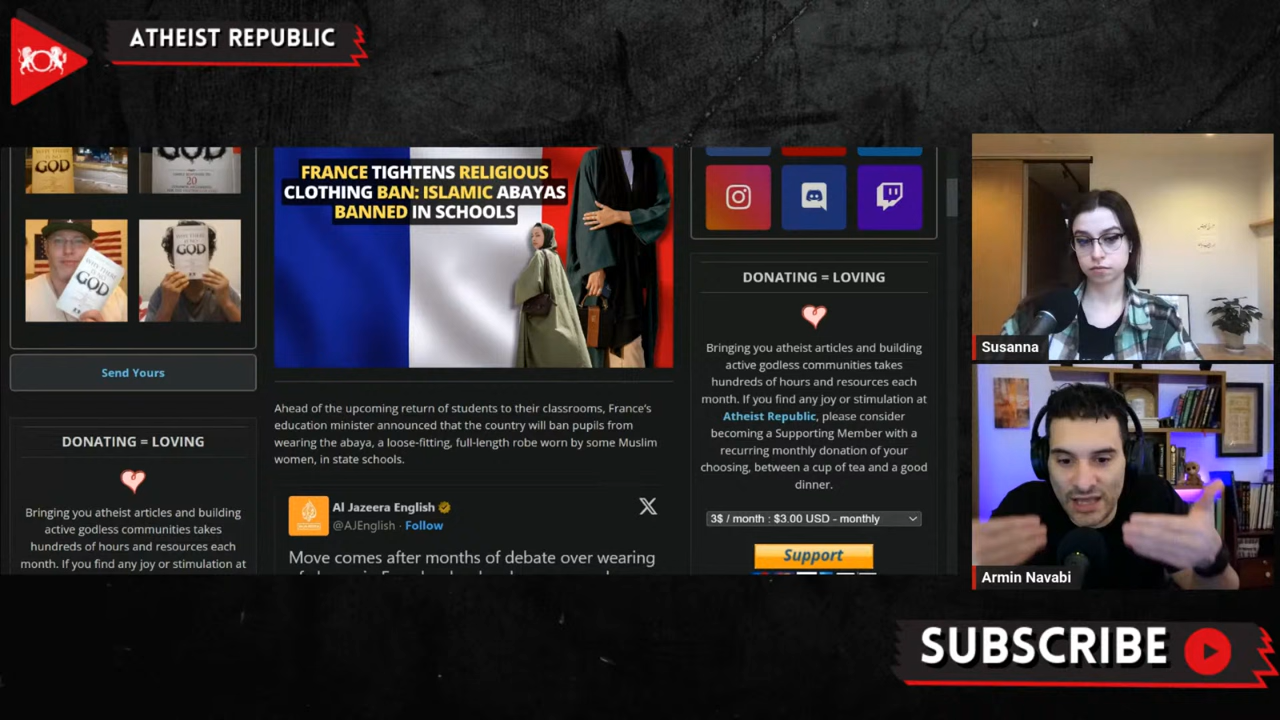 ATHEIST REPUBLIC
GOD
GOD
20
GOD
GOD
Send Yours
DONATING = LOVING
Bringing you atheist articles and building
active godless communities takes
hundreds of hours and resources each
month. If you find any joy or stimulation at
FRANCE TIGHTENS RELIGIOUS
CLOTHING BAN: ISLAMIC ABAYAS
BANNED IN SCHOOLS
Ahead of the upcoming return of students to their classrooms, France's
education minister announced that the country will ban pupils from
wearing the abaya, a loose-fitting, full-length robe worn by some Muslim
women, in state schools.
Al Jazeera English
@AJEnglish · Follow
Move comes after months of debate over wearing
DONATING = LOVING
Bringing you atheist articles and building
active godless communities takes
hundreds of hours and resources each
month. If you find any joy or stimulation at
Atheist Republic, please consider
becoming a Supporting Member with a
recurring monthly donation of your
choosing, between a cup of tea and a good
dinner.
3$ / month : $3.00 USD - monthly
Support
Susanna
Armin Navabi
SUBSCRIBE